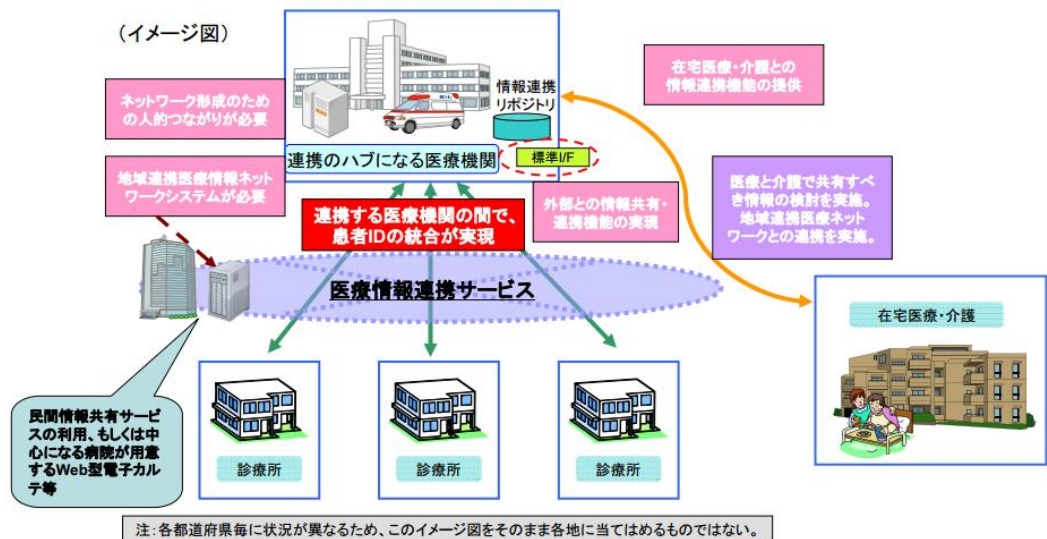 (イメージ図)
情報連携
リポジトリ
在宅医療・介護との
情報連携機能の提供
ネットワーク形成のため
の人的つながりが必要
連携のハブになる医療機関
標準I/F
地域連携医療情報ネット
ワークシステムが必要
連携する医療機関の間で、
患者IDの統合が実現
外部との情報共有・
連携機能の実現
医療と介護で共有すべ
き情報の検討を実施。
地域連携医療ネット
ワークとの連携を実施。
医療情報連携サービス
在宅医療・介護
民間情報共有サービ
スの利用、もしくは中
心になる病院が用意
するWeb型電子カル
テ等
診療所
診療所
診療所
注:各都道府県毎に状況が異なるため、このイメージ図をそのまま各地に当てはめるものではない。